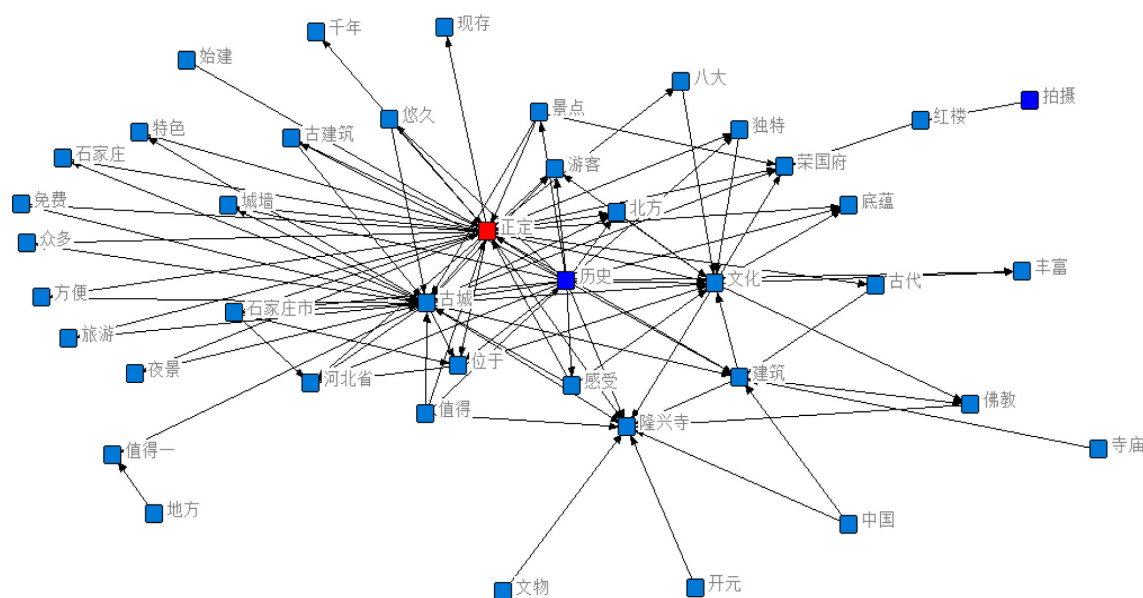 千年
现存
始建
八大
拍摄
景点
悠久
红楼
独特
特色
古建筑
石家庄
荣国府
游客
免费
城墙
北方
底蕴
正定
众多
丰富
历史
文化
古代
方便
古城
石家庄市
旅游
位于
夜景
河北省
感受
建筑
佛教
值得
隆兴寺
寺庙
值得一
地方
中国
文物
开元